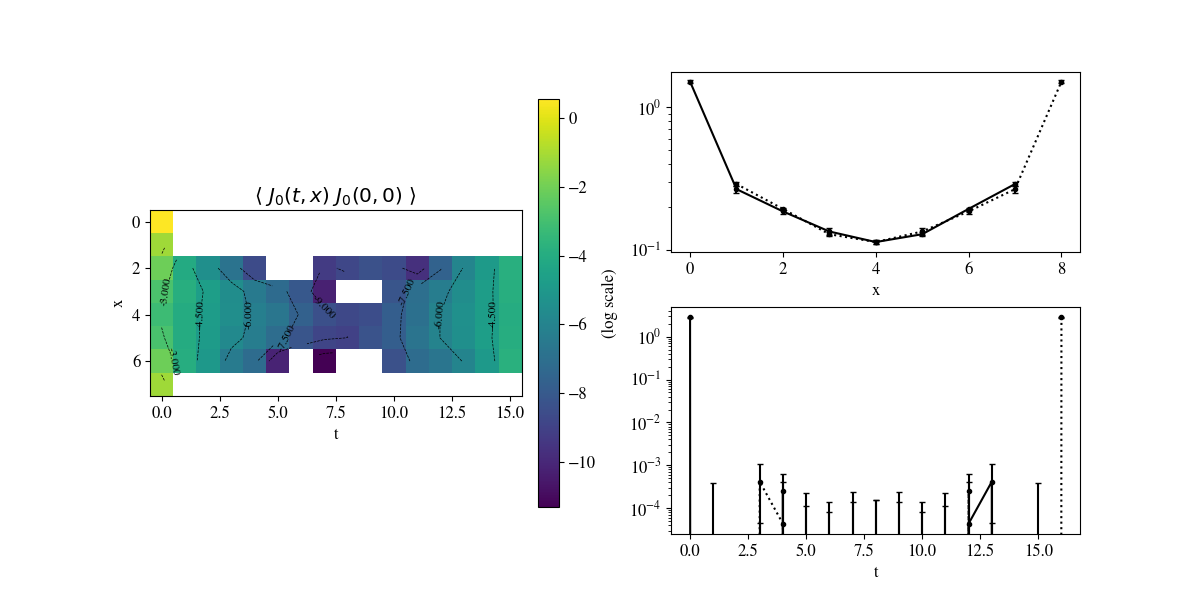 ⟨ J₀(t, x) J₀(0, 0) ⟩
0
2
4
6
x
0.0 2.5 5.0 7.5 10.0 12.5 15.0
t
-3.000
-3.000
-4.500
-6.000
-7.500
-9.000
-7.500
-6.000
-4.500
0
−2
−4
−6
−8
−10
(log scale)
10⁰
10⁻¹
0 2 4 6 8
x
10⁰
10⁻¹
10⁻²
10⁻³
10⁻⁴
0.0 2.5 5.0 7.5 10.0 12.5 15.0
t